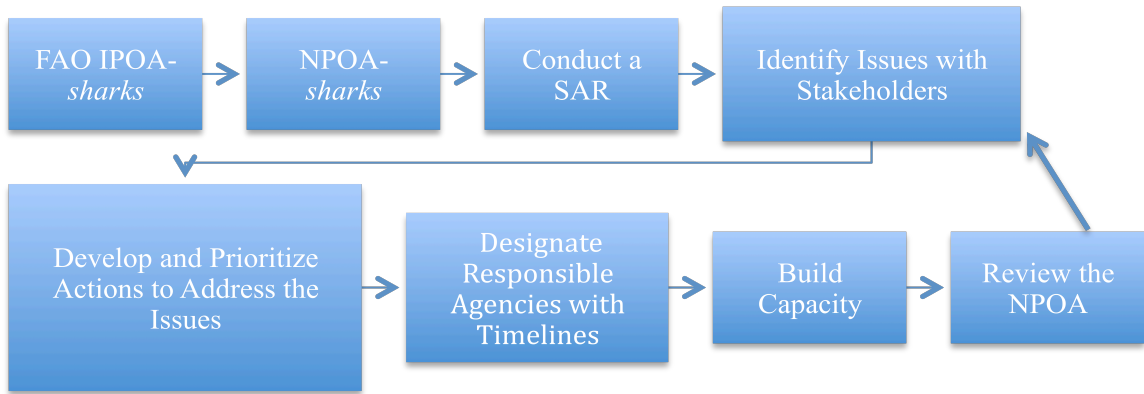 FAO IPOA-
sharks
NPOA-
sharks
Conduct a
SAR
Identify Issues with
Stakeholders
Develop and Prioritize
Actions to Address the
Issues
Designate
Responsible
Agencies with
Timelines
Build
Capacity
Review the
NPOA